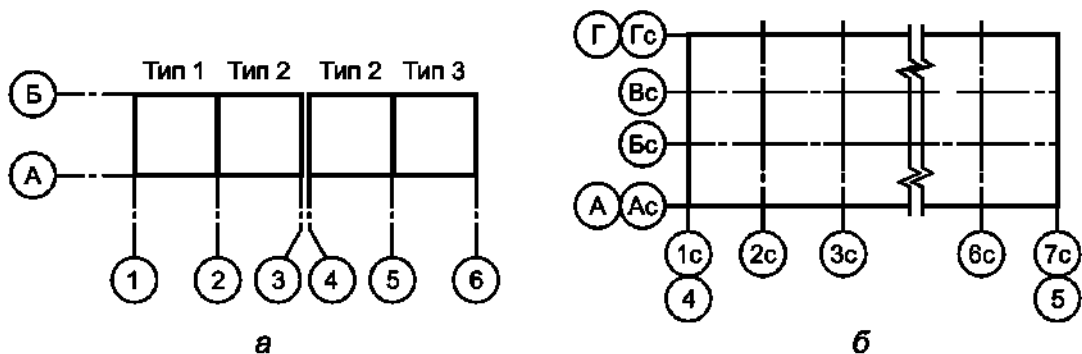 Тип 1 Тип 2 Тип 2 Тип 3
Б
А
1 2 3 4 5 6
а
Г Гс
Вс
Бс
А Ас
1с 2с 3с 6с 7с
4 5
б